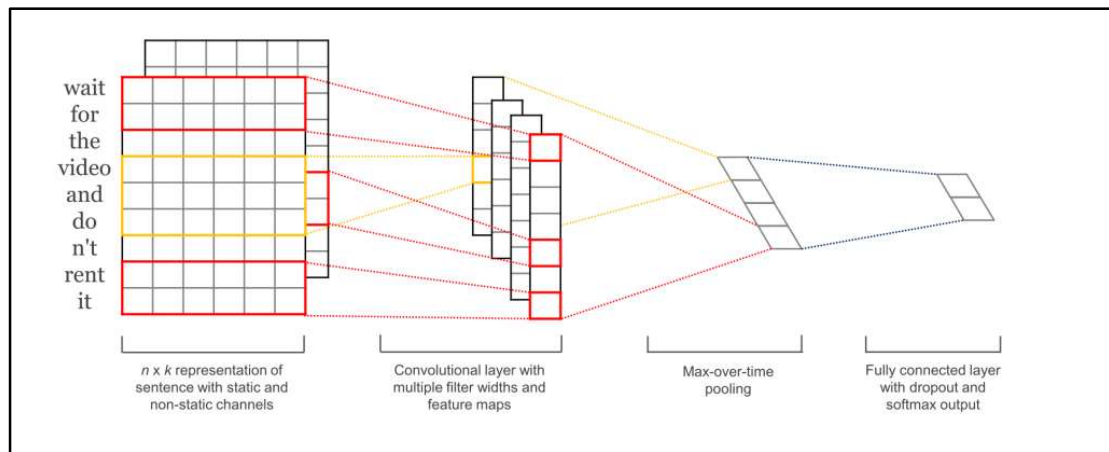 wait
for
the
video
and
do
n't
rent
it
n x k representation of
sentence with static and
non-static channels
Convolutional layer with
multiple filter widths and
feature maps
Max-over-time
pooling
Fully connected layer
with dropout and
softmax output